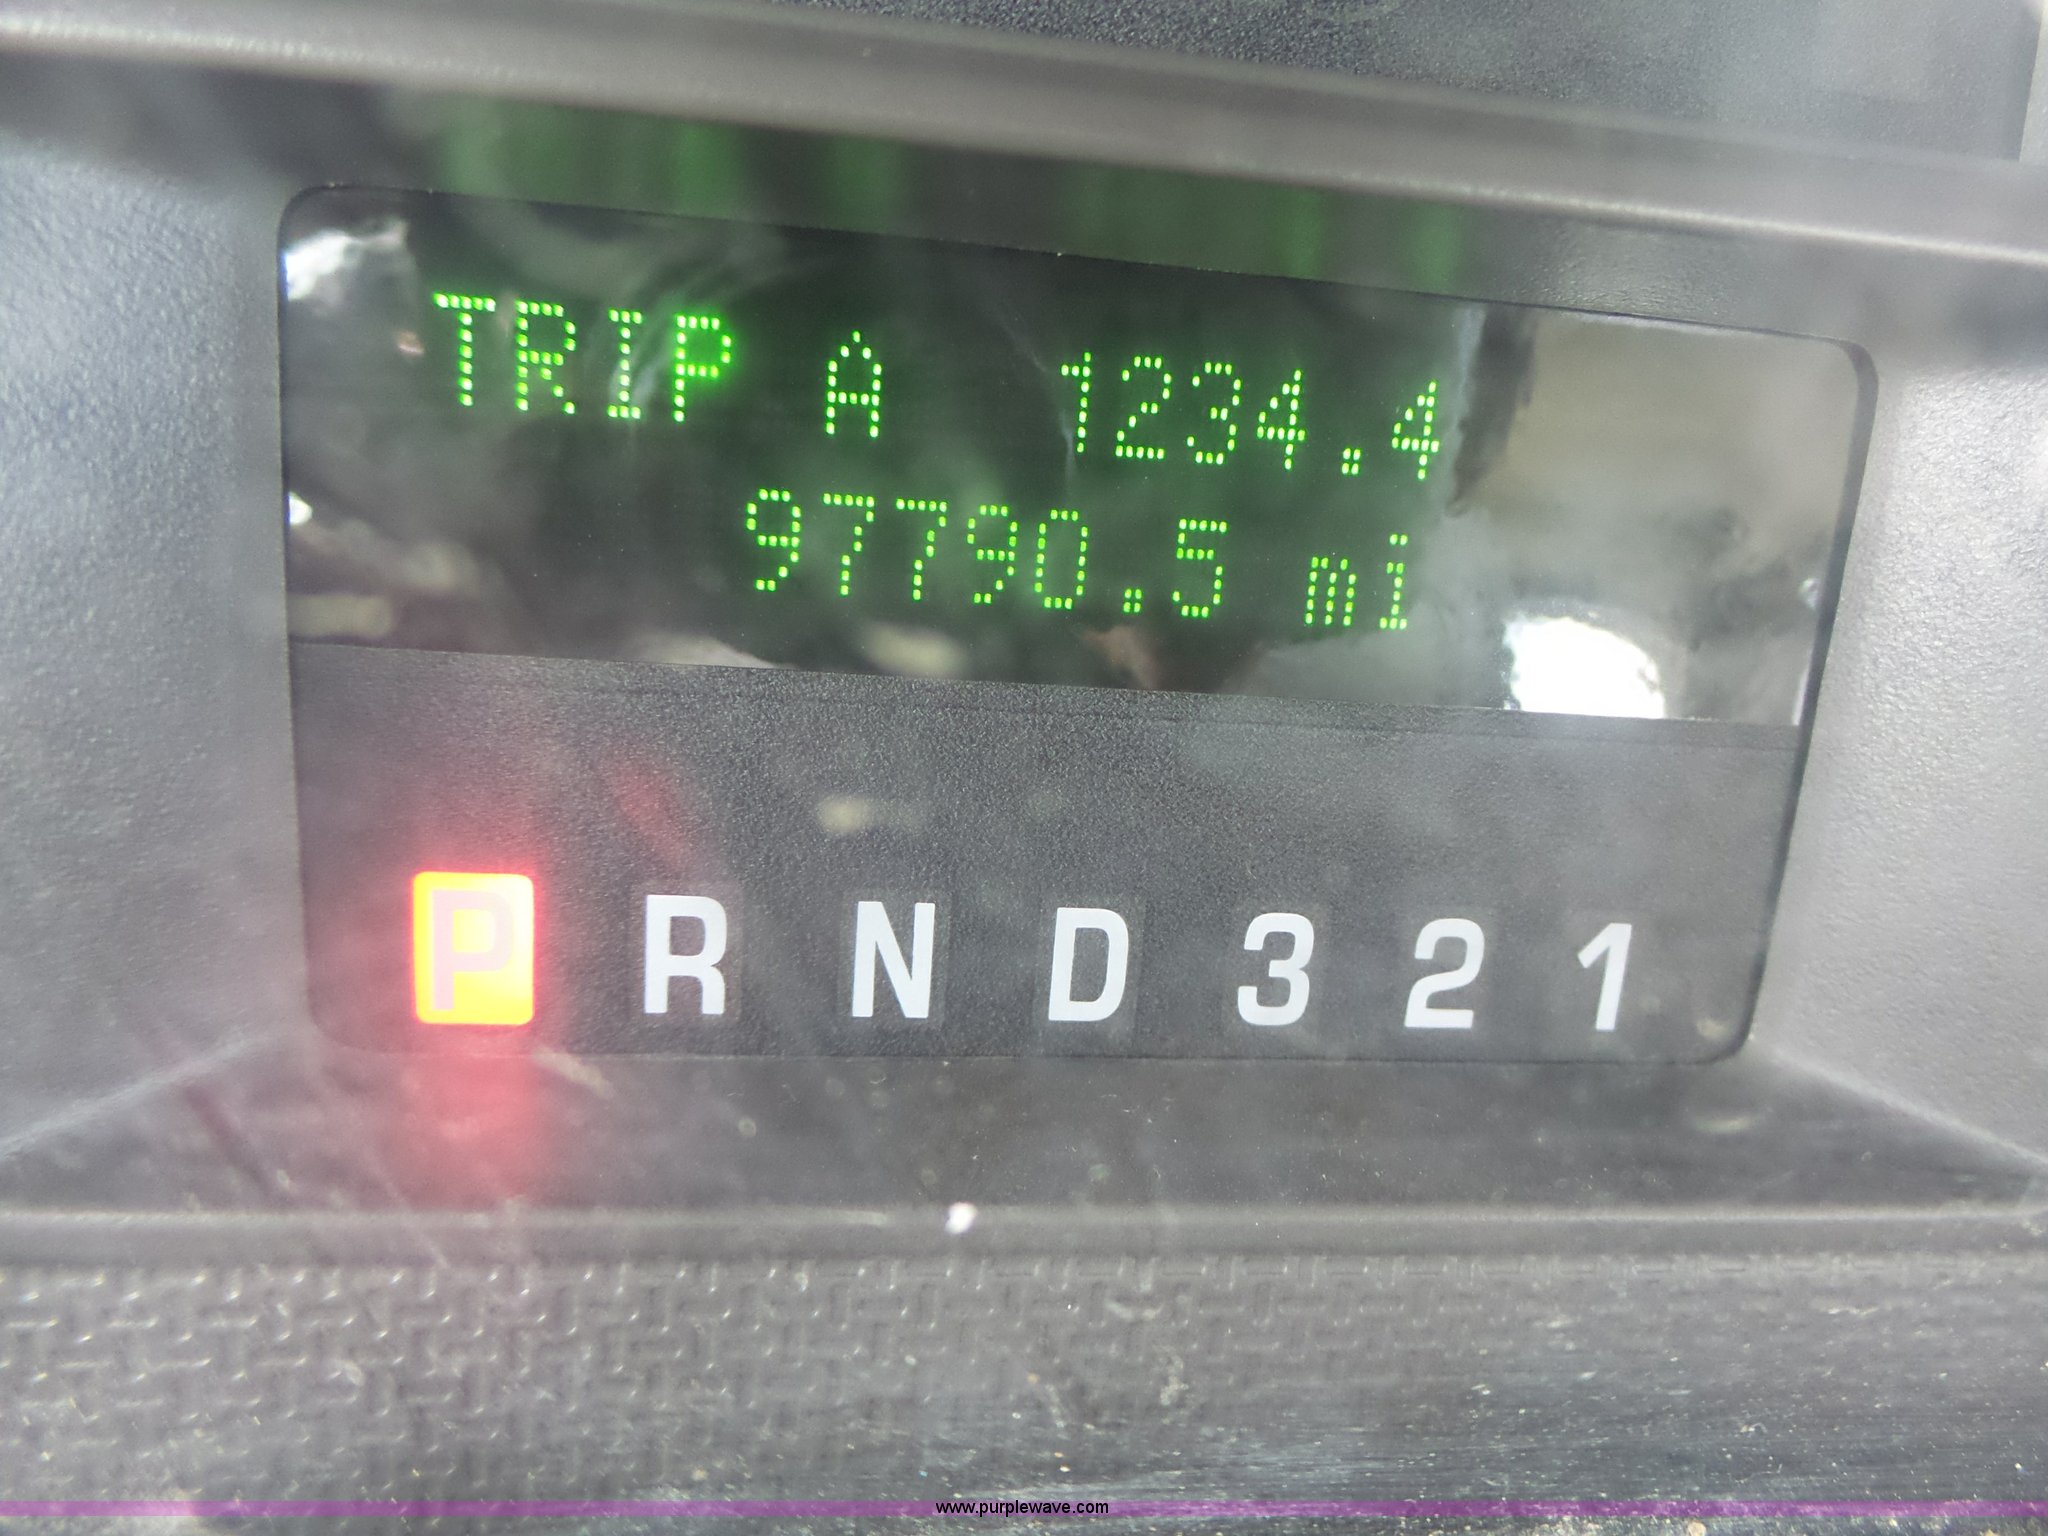 TRIP A 1234.4
97790.5 mi
P R N D 3 2 1
www.purplewave.com